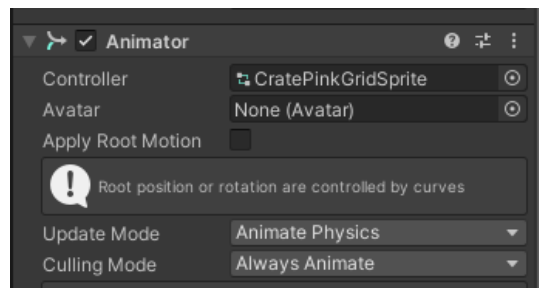 Animator
Controller CratePinkGridSprite
Avatar None (Avatar)
Apply Root Motion
Root position or rotation are controlled by curves
Update Mode Animate Physics
Culling Mode Always Animate